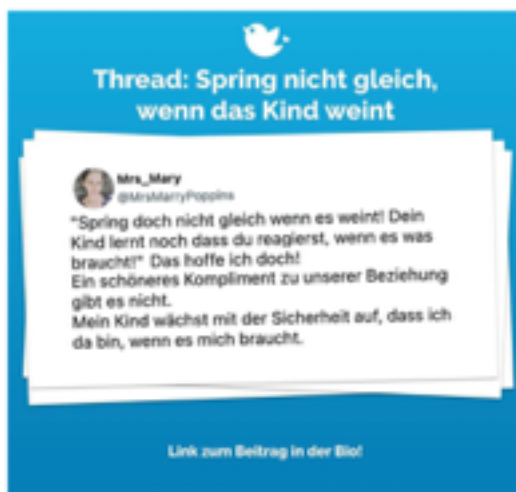 Thread: Spring nicht gleich,
wenn das Kind weint
Mrs_Mary
@MrsMarryPoppins
"Spring doch nicht gleich wenn es weint! Dein
Kind lernt noch dass du reagierst, wenn es was
braucht!" Das hoffe ich doch!
Ein schöneres Kompliment zu unserer Beziehung
gibt es nicht.
Mein Kind wächst mit der Sicherheit auf, dass ich
da bin, wenn es mich braucht.
Link zum Beitrag in der Bio!